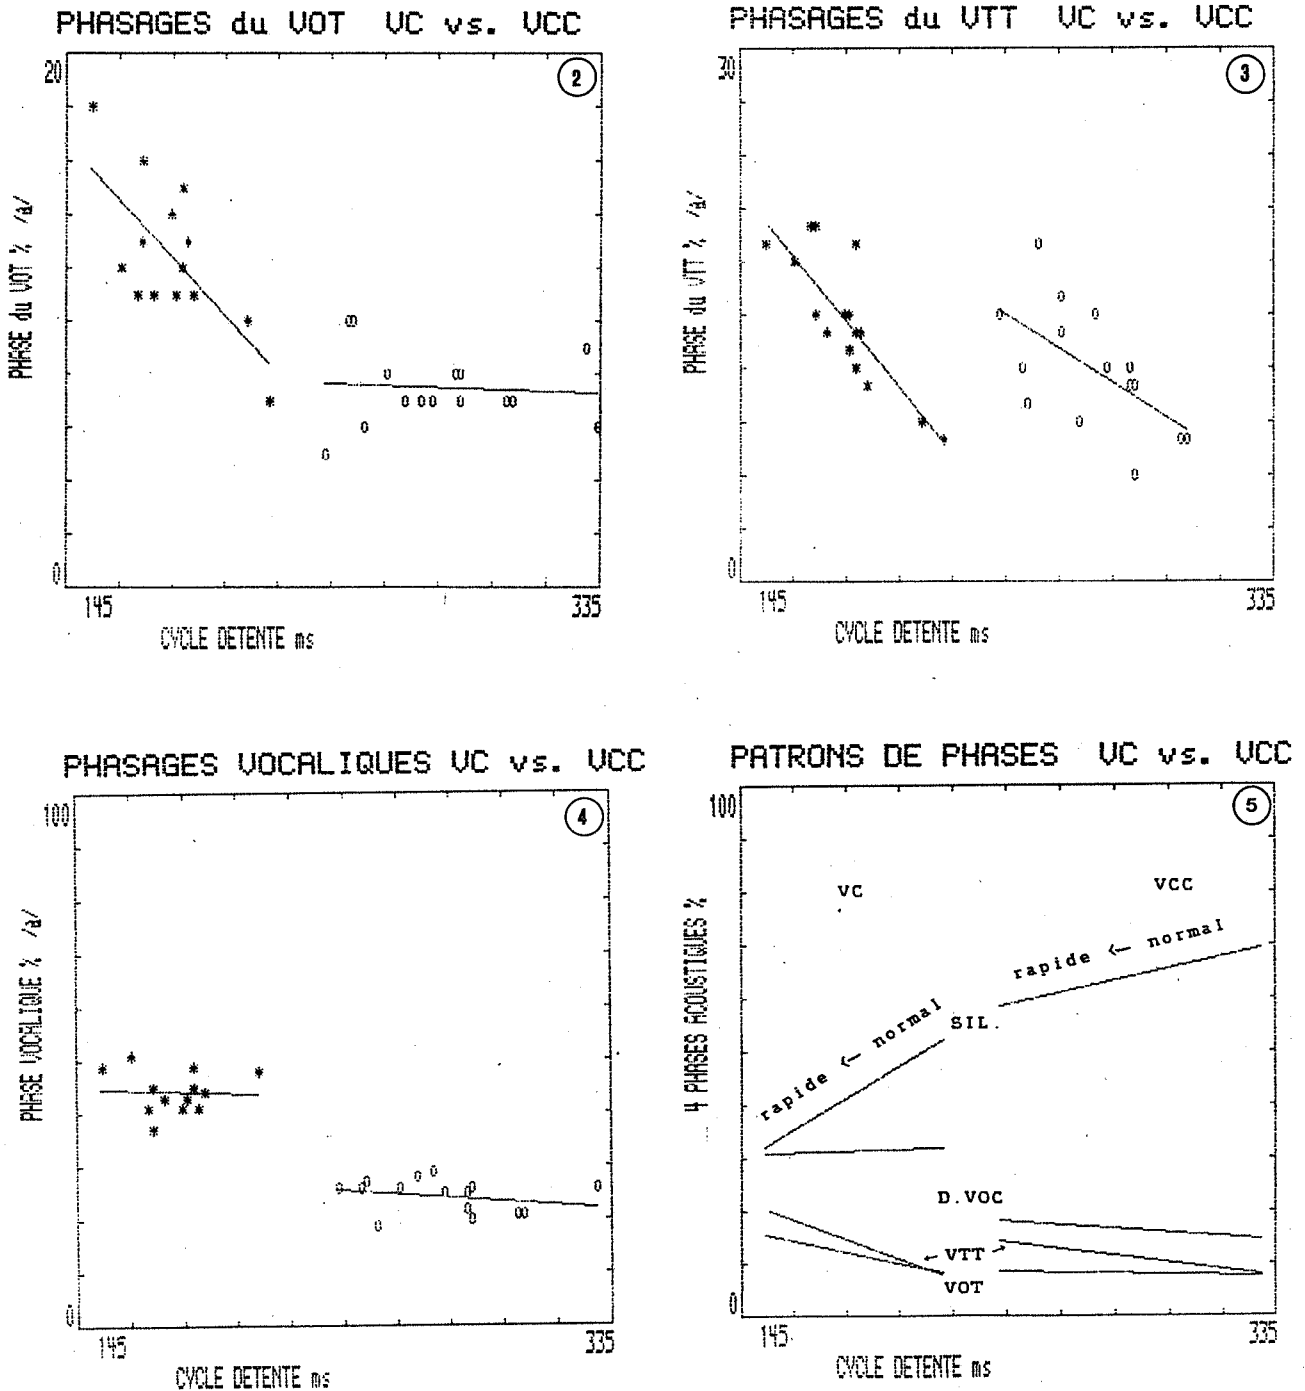 PHASAGES du VOT VC vs. VCC
2
20
PHASE du VOT % /a/
0
145
335
CYCLE DETENTE ms
PHASAGES du VTT VC vs. VCC
3
30
PHASE du VTT % /a/
0
145
335
CYCLE DETENTE ms
PHASAGES VOCALIQUES VC vs. VCC
4
100
PHASE VOCALIQUE % /a/
0
145
335
CYCLE DETENTE ms
PATRONS DE PHASES VC vs. VCC
5
100
4 PHASES ACOUSTIQUES %
VC
VCC
rapide <— normal
rapide <— normal
SIL.
D.VOC
← VTT →
VOT
0
145
335
CYCLE DETENTE ms